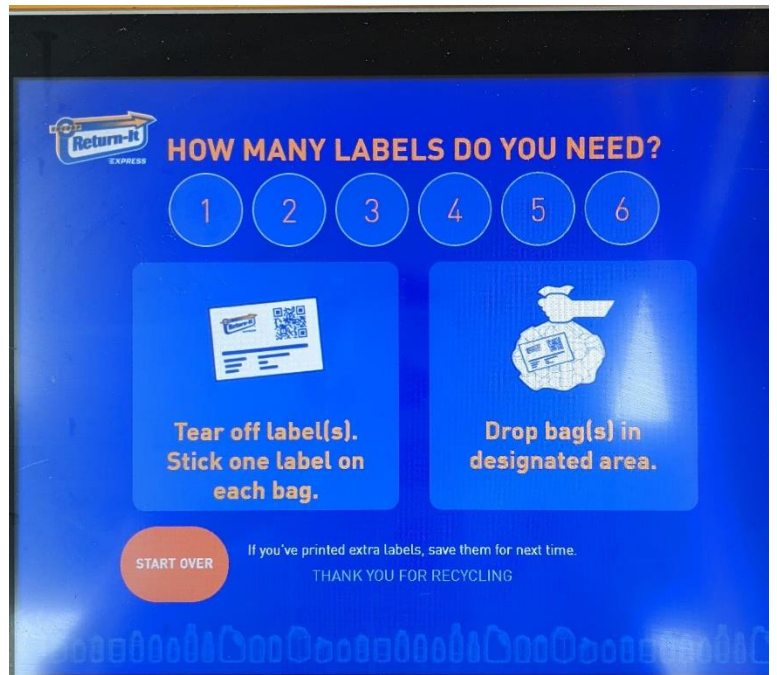 Return-It
EXPRESS
HOW MANY LABELS DO YOU NEED?
1 2 3 4 5 6
Return-It
Tear off label(s).
Stick one label on
each bag.
Drop bag(s) in
designated area.
START OVER
If you've printed extra labels, save them for next time.
THANK YOU FOR RECYCLING